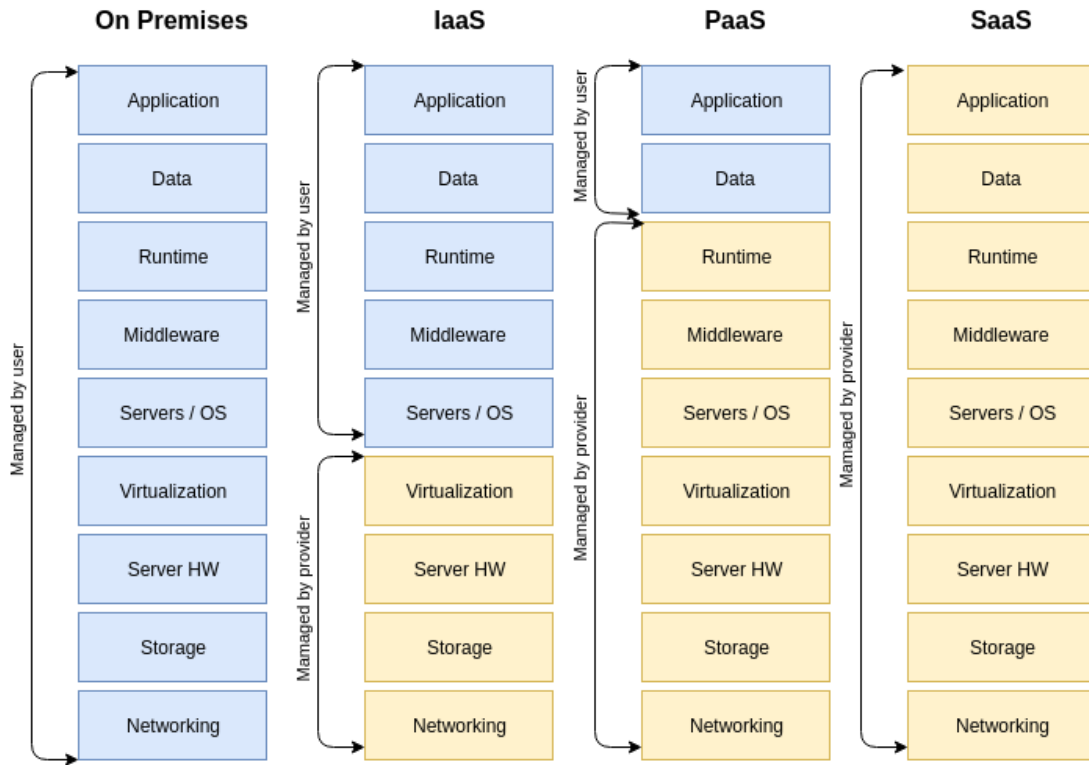 On Premises
IaaS
PaaS
SaaS
Managed by user
Application
Data
Runtime
Middleware
Servers / OS
Virtualization
Server HW
Storage
Networking
Managed by user
Mamaged by provider
Application
Data
Runtime
Middleware
Servers / OS
Virtualization
Server HW
Storage
Networking
Managed by user
Mamaged by provider
Application
Data
Runtime
Middleware
Servers / OS
Virtualization
Server HW
Storage
Networking
Mamaged by provider
Application
Data
Runtime
Middleware
Servers / OS
Virtualization
Server HW
Storage
Networking